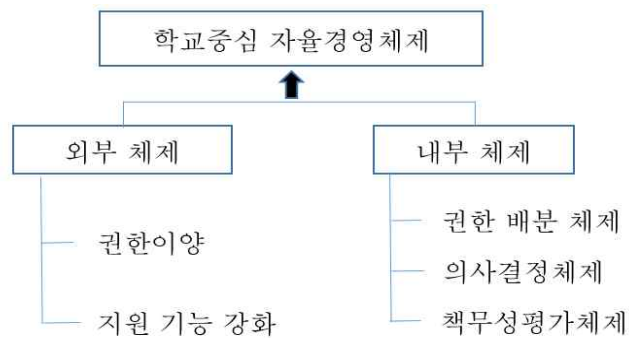 학교중심 자율경영체제
외부 체제
내부 체제
권한이양
지원 기능 강화
권한 배분 체제
의사결정체제
책무성평가체제